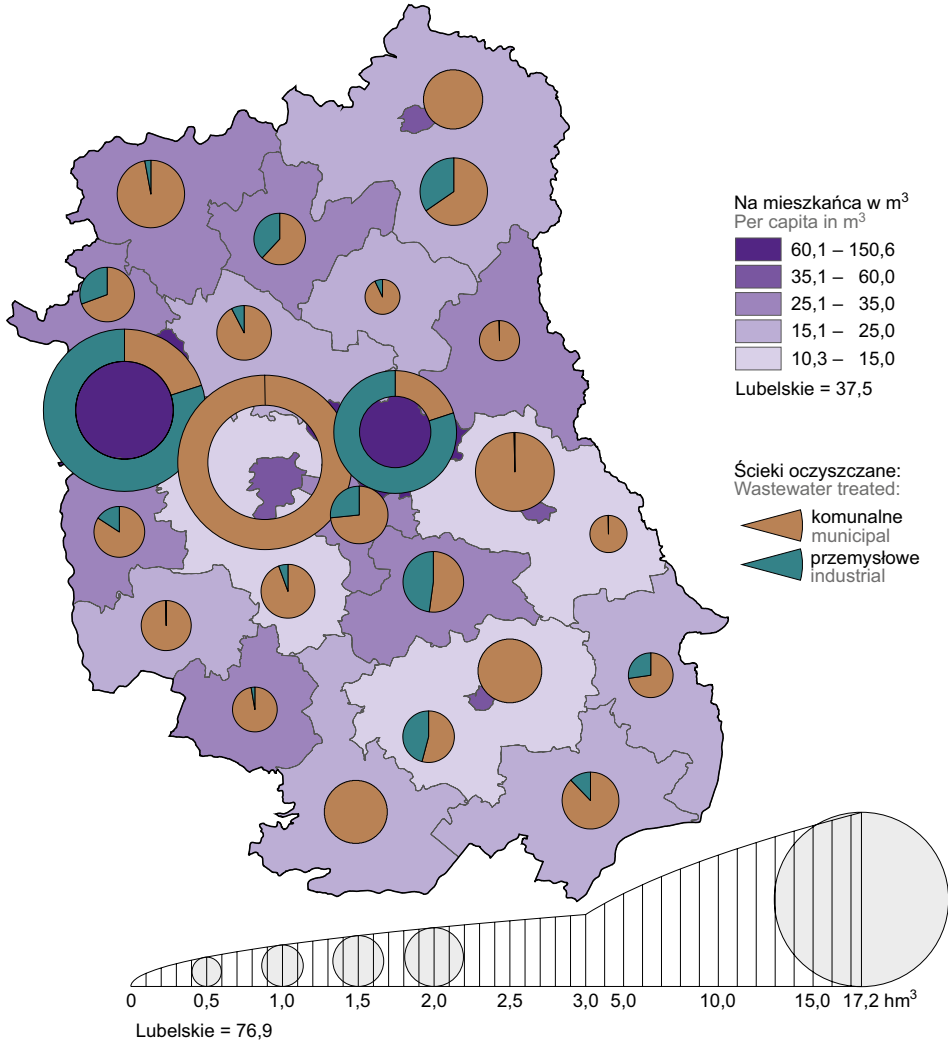 Na mieszkańca w m³
Per capita in m³
60,1 – 150,6
35,1 – 60,0
25,1 – 35,0
15,1 – 25,0
10,3 – 15,0
Lubelskie = 37,5
Ścieki oczyszczane:
Wastewater treated:
komunalne
municipal
przemysłowe
industrial
0 0,5 1,0 1,5 2,0 2,5 3,0 5,0 10,0 15,0 17,2 hm³
Lubelskie = 76,9